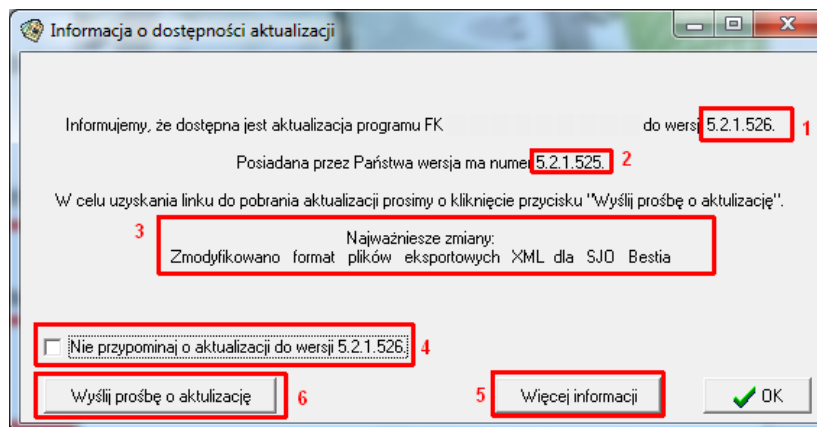 Informacja o dostępności aktualizacji
Informujemy, że dostępna jest aktualizacja programu FK do wersj 5.2.1.526. 1
Posiadana przez Państwa wersja ma numer 5.2.1.525. 2
W celu uzyskania linku do pobrania aktualizacji prosimy o kliknięcie przycisku "Wyślij prośbę o aktulizację".
3 Najważniesze zmiany:
Zmodyfikowano format plików eksportowych XML dla SJO Bestia
Nie przypominaj o aktualizacji do wersji 5.2.1.526. 4
Wyślij prośbę o aktulizację 6 5 Więcej informacji OK